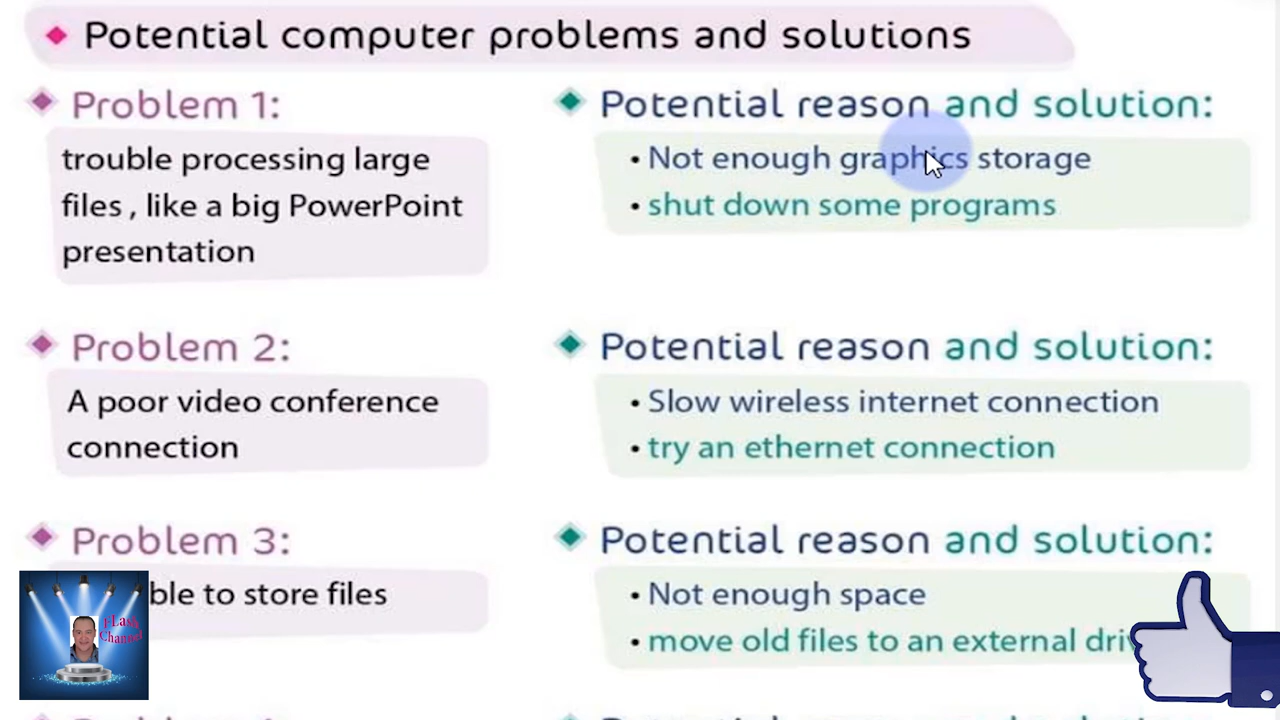 Potential computer problems and solutions
Problem 1:
trouble processing large
files , like a big PowerPoint
presentation
Potential reason and solution:
• Not enough graphics storage
• shut down some programs
Problem 2:
A poor video conference
connection
Potential reason and solution:
• Slow wireless internet connection
• try an ethernet connection
Problem 3:
to store files
Potential reason and solution:
• Not enough space
• move old files to an external
Flash
Channel